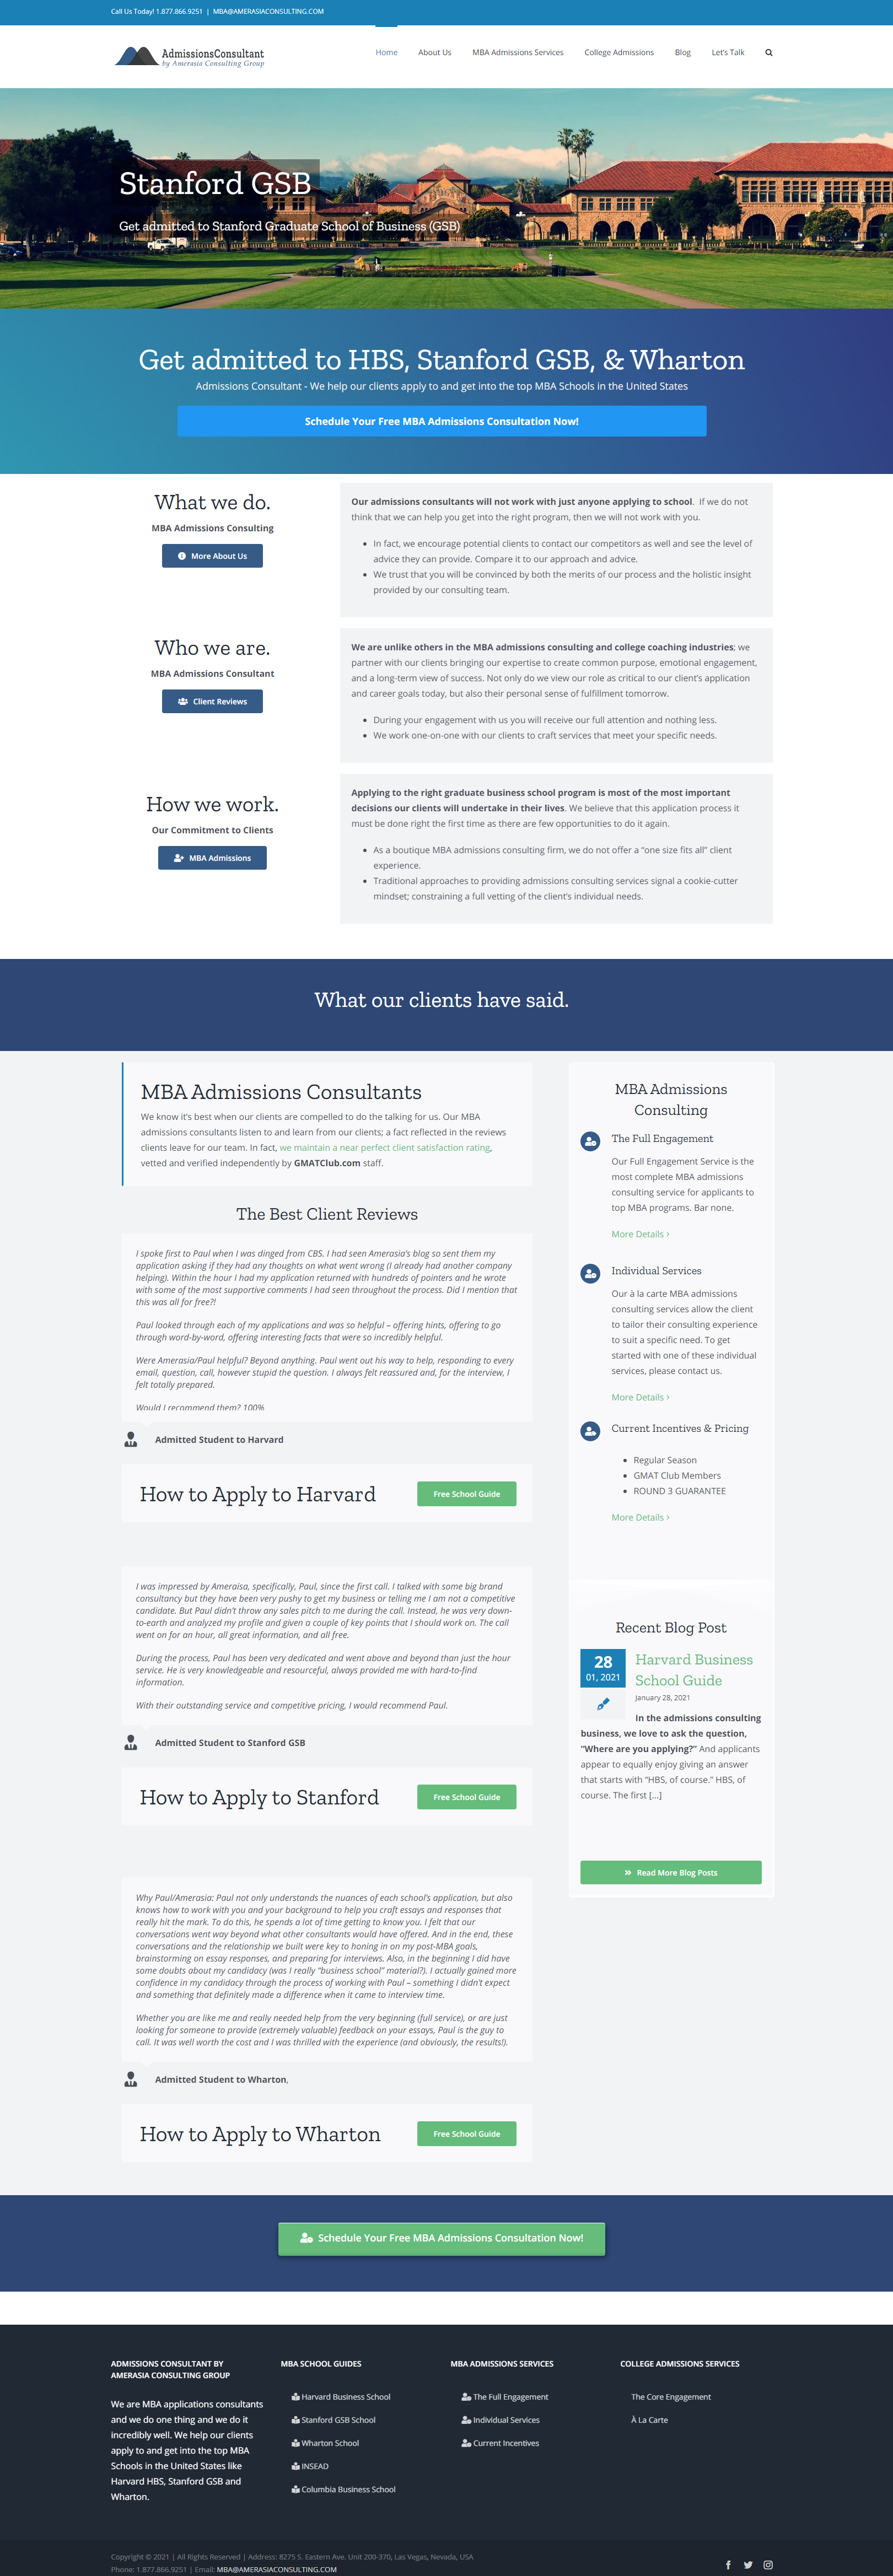 Call Us Today! 1.877.866.9251 | MBA@AMERASIACONSULTING.COM
AdmissionsConsultant
by Amerasia Consulting Group
Home About Us MBA Admissions Services College Admissions Blog Let's Talk
Stanford GSB
Get admitted to Stanford Graduate School of Business (GSB)
Get admitted to HBS, Stanford GSB, & Wharton
Admissions Consultant - We help our clients apply to and get into the top MBA Schools in the United States
Schedule Your Free MBA Admissions Consultation Now!
What we do.
MBA Admissions Consulting
More About Us
Our admissions consultants will not work with just anyone applying to school. If we do not
think that we can help you get into the right program, then we will not work with you.
• In fact, we encourage potential clients to contact our competitors as well and see the level of
advice they can provide. Compare it to our approach and advice.
• We trust that you will be convinced by both the merits of our process and the holistic insight
provided by our consulting team.
Who we are.
MBA Admissions Consultant
Client Reviews
We are unlike others in the MBA admissions consulting and college coaching industries; we
partner with our clients bringing our expertise to create common purpose, emotional engagement,
and a long-term view of success. Not only do we view our role as critical to our client's application
and career goals today, but also their personal sense of fulfillment tomorrow.
• During your engagement with us you will receive our full attention and nothing less.
• We work one-on-one with our clients to craft services that meet your specific needs.
How we work.
Our Commitment to Clients
MBA Admissions
Applying to the right graduate business school program is most of the most important
decisions our clients will undertake in their lives. We believe that this application process it
must be done right the first time as there are few opportunities to do it again.
• As a boutique MBA admissions consulting firm, we do not offer a "one size fits all" client
experience.
• Traditional approaches to providing admissions consulting services signal a cookie-cutter
mindset; constraining a full vetting of the client's individual needs.
What our clients have said.
MBA Admissions Consultants
We know it's best when our clients are compelled to do the talking for us. Our MBA
admissions consultants listen to and learn from our clients; a fact reflected in the reviews
clients leave for our team. In fact, we maintain a near perfect client satisfaction rating,
vetted and verified independently by GMATClub.com staff.
The Best Client Reviews
I spoke first to Paul when I was dinged from CBS. I had seen Amerasia's blog so sent them my
application asking if they had any thoughts on what went wrong (I already had another company
helping). Within the hour I had my application returned with hundreds of pointers and he wrote
with some of the most supportive comments I had seen throughout the process. Did I mention that
this was all for free?!
Paul looked through each of my applications and was so helpful – offering hints, offering to go
through word-by-word, offering interesting facts that were so incredibly helpful.
Were Amerasia/Paul helpful? Beyond anything. Paul went out his way to help, responding to every
email, question, call, however stupid the question. I always felt reassured and, for the interview, I
felt totally prepared.
Would I recommend them? 100%
Admitted Student to Harvard
How to Apply to Harvard
Free School Guide
I was impressed by Ameraisa, specifically, Paul, since the first call. I talked with some big brand
consultancy but they have been very pushy to get my business or telling me I am not a competitive
candidate. But Paul didn't throw any sales pitch to me during the call. Instead, he was very down-
to-earth and analyzed my profile and given a couple of key points that I should work on. The call
went on for an hour, all great information, and all free.
During the process, Paul has been very dedicated and went above and beyond than just the hour
service. He is very knowledgeable and resourceful, always provided me with hard-to-find
information.
With their outstanding service and competitive pricing, I would recommend Paul.
Admitted Student to Stanford GSB
How to Apply to Stanford
Free School Guide
Why Paul/Amerasia: Paul not only understands the nuances of each school's application, but also
knows how to work with you and your background to help you craft essays and responses that
really hit the mark. To do this, he spends a lot of time getting to know you. I felt that our
conversations went way beyond what other consultants would have offered. And in the end, these
conversations and the relationship we built were key to honing in on my post-MBA goals,
brainstorming on essay responses, and preparing for interviews. Also, in the beginning I did have
some doubts about my candidacy (was I really "business school" material?). I actually gained more
confidence in my candidacy through the process of working with Paul – something I didn't expect
and something that definitely made a difference when it came to interview time.
Whether you are like me and really needed help from the very beginning (full service), or are just
looking for someone to provide (extremely valuable) feedback on your essays, Paul is the guy to
call. It was well worth the cost and I was thrilled with the experience (and obviously, the results!).
Admitted Student to Wharton,
How to Apply to Wharton
Free School Guide
MBA Admissions
Consulting
The Full Engagement
Our Full Engagement Service is the
most complete MBA admissions
consulting service for applicants to
top MBA programs. Bar none.
More Details ›
Individual Services
Our à la carte MBA admissions
consulting services allow the client
to tailor their consulting experience
to suit a specific need. To get
started with one of these individual
services, please contact us.
More Details ›
Current Incentives & Pricing
• Regular Season
• GMAT Club Members
• ROUND 3 GUARANTEE
More Details ›
Recent Blog Post
28
01, 2021
Harvard Business
School Guide
January 28, 2021
In the admissions consulting
business, we love to ask the question,
"Where are you applying?" And applicants
appear to equally enjoy giving an answer
that starts with "HBS, of course." HBS, of
course. The first [...]
Read More Blog Posts
Schedule Your Free MBA Admissions Consultation Now!
ADMISSIONS CONSULTANT BY
AMERASIA CONSULTING GROUP
We are MBA applications consultants
and we do one thing and we do it
incredibly well. We help our clients
apply to and get into the top MBA
Schools in the United States like
Harvard HBS, Stanford GSB and
Wharton.
MBA SCHOOL GUIDES
Harvard Business School
Stanford GSB School
Wharton School
INSEAD
Columbia Business School
MBA ADMISSIONS SERVICES
The Full Engagement
Individual Services
Current Incentives
COLLEGE ADMISSIONS SERVICES
The Core Engagement
À La Carte
Copyright © 2021 | All Rights Reserved | Address: 8275 S. Eastern Ave. Unit 200-370, Las Vegas, Nevada, USA
Phone: 1.877.866.9251 | Email: MBA@AMERASIACONSULTING.COM